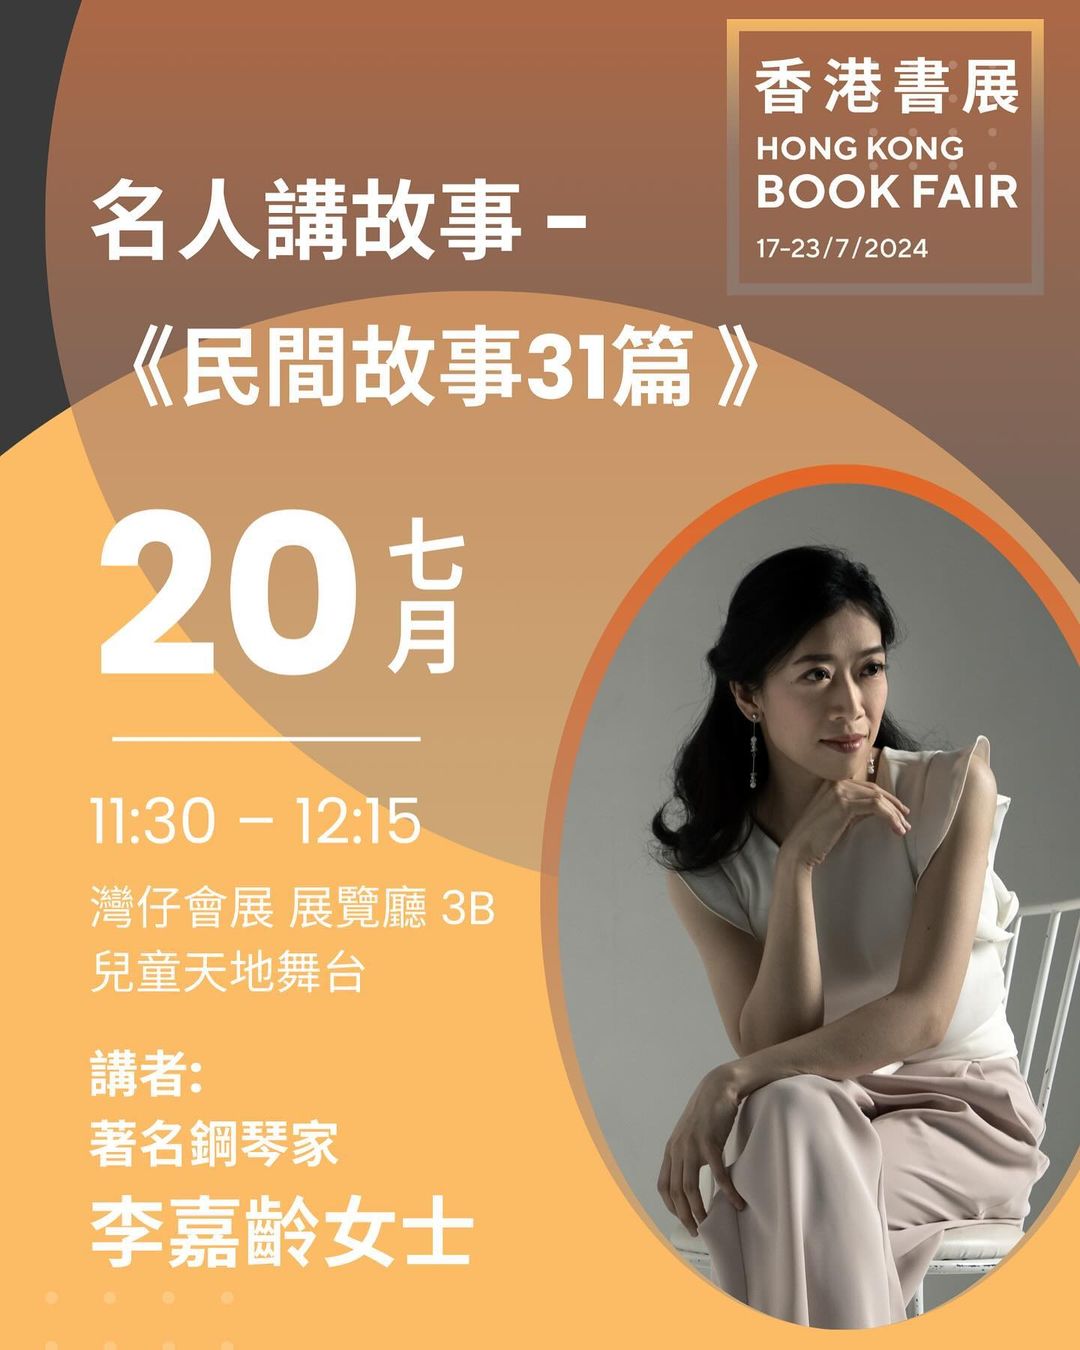 香港書展
HONG KONG
BOOK FAIR
17-23/7/2024
名人講故事 -
《民間故事31篇》
20 七月
11:30 – 12:15
灣仔會展 展覽廳 3B
兒童天地舞台
講者:
著名鋼琴家
李嘉齡女士